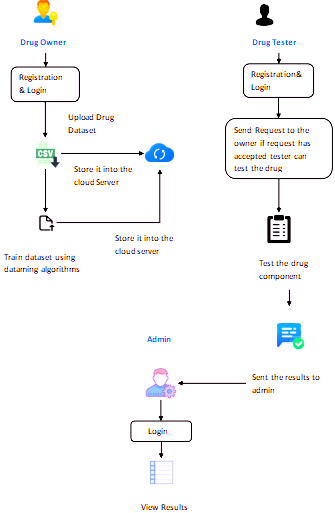 Drug Owner
Registration
& Login
Upload Drug
Dataset
CSV
Store it into the
cloud Server
Store it into the
cloud server
Train dataset using
dataming algorithms
Drug Tester
Registration&
Login
Send Request to the
owner if request has
accepted tester can
test the drug
Test the drug
component
Sent the results to
admin
Admin
Login
View Results